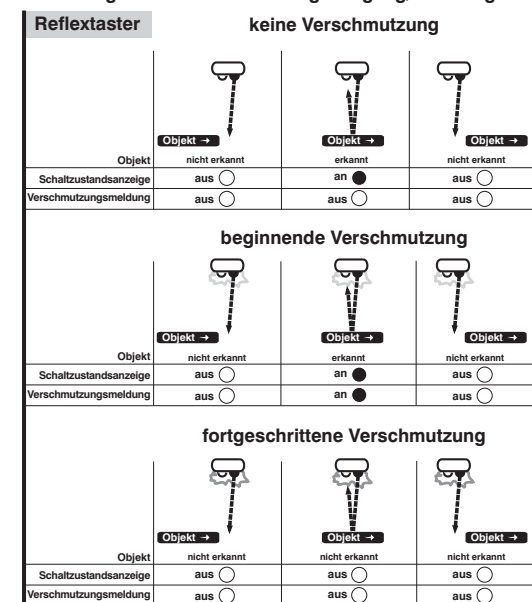 Reflextaster
keine Verschmutzung
Objekt → Objekt → Objekt →
Objekt nicht erkannt erkannt nicht erkannt
Schaltzustandsanzeige aus an aus
Verschmutzungsmeldung aus aus aus
beginnende Verschmutzung
Objekt → Objekt → Objekt →
Objekt nicht erkannt erkannt nicht erkannt
Schaltzustandsanzeige aus an aus
Verschmutzungsmeldung aus an aus
fortgeschrittene Verschmutzung
Objekt → Objekt → Objekt →
Objekt nicht erkannt nicht erkannt nicht erkannt
Schaltzustandsanzeige aus aus aus
Verschmutzungsmeldung aus aus aus